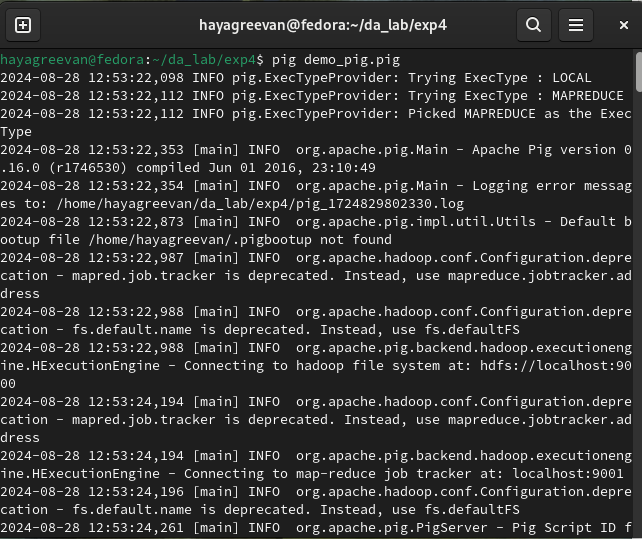 hayagreevan@fedora:~/da_lab/exp4
hayagreevan@fedora:~/da_lab/exp4$ pig demo_pig.pig
2024-08-28 12:53:22,098 INFO pig.ExecTypeProvider: Trying ExecType : LOCAL
2024-08-28 12:53:22,112 INFO pig.ExecTypeProvider: Trying ExecType : MAPREDUCE
2024-08-28 12:53:22,112 INFO pig.ExecTypeProvider: Picked MAPREDUCE as the Exec
Type
2024-08-28 12:53:22,353 [main] INFO  org.apache.pig.Main - Apache Pig version 0
.16.0 (r1746530) compiled Jun 01 2016, 23:10:49
2024-08-28 12:53:22,354 [main] INFO  org.apache.pig.Main - Logging error messag
es to: /home/hayagreevan/da_lab/exp4/pig_1724829802330.log
2024-08-28 12:53:22,873 [main] INFO  org.apache.pig.impl.util.Utils - Default b
ootup file /home/hayagreevan/.pigbootup not found
2024-08-28 12:53:22,987 [main] INFO  org.apache.hadoop.conf.Configuration.depre
cation - mapred.job.tracker is deprecated. Instead, use mapreduce.jobtracker.ad
dress
2024-08-28 12:53:22,988 [main] INFO  org.apache.hadoop.conf.Configuration.depre
cation - fs.default.name is deprecated. Instead, use fs.defaultFS
2024-08-28 12:53:22,988 [main] INFO  org.apache.pig.backend.hadoop.executioneng
ine.HExecutionEngine - Connecting to hadoop file system at: hdfs://localhost:90
00
2024-08-28 12:53:24,194 [main] INFO  org.apache.hadoop.conf.Configuration.depre
cation - mapred.job.tracker is deprecated. Instead, use mapreduce.jobtracker.ad
dress
2024-08-28 12:53:24,194 [main] INFO  org.apache.pig.backend.hadoop.executioneng
ine.HExecutionEngine - Connecting to map-reduce job tracker at: localhost:9001
2024-08-28 12:53:24,196 [main] INFO  org.apache.hadoop.conf.Configuration.depre
cation - fs.default.name is deprecated. Instead, use fs.defaultFS
2024-08-28 12:53:24,261 [main] INFO  org.apache.pig.PigServer - Pig Script ID f